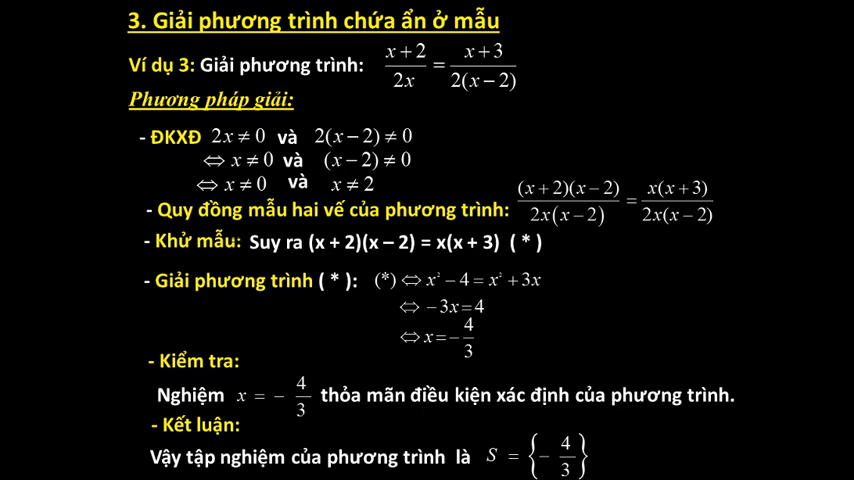 3. Giải phương trình chứa ẩn ở mẫu
Ví dụ 3: Giải phương trình: (x+2)/(2x) = (x+3)/(2(x−2))
Phương pháp giải:
- ĐKXĐ 2x ≠ 0 và 2(x−2) ≠ 0
⇔ x ≠ 0 và (x−2) ≠ 0
⇔ x ≠ 0 và x ≠ 2
- Quy đồng mẫu hai vế của phương trình: (x+2)(x−2)/(2x(x−2)) = x(x+3)/(2x(x−2))
- Khử mẫu: Suy ra (x + 2)(x – 2) = x(x + 3) ( * )
- Giải phương trình ( * ): (*) ⇔ x² − 4 = x² + 3x
⇔ −3x = 4
⇔ x = −4/3
- Kiểm tra:
Nghiệm x = − 4/3 thỏa mãn điều kiện xác định của phương trình.
- Kết luận:
Vậy tập nghiệm của phương trình là S = {− 4/3}